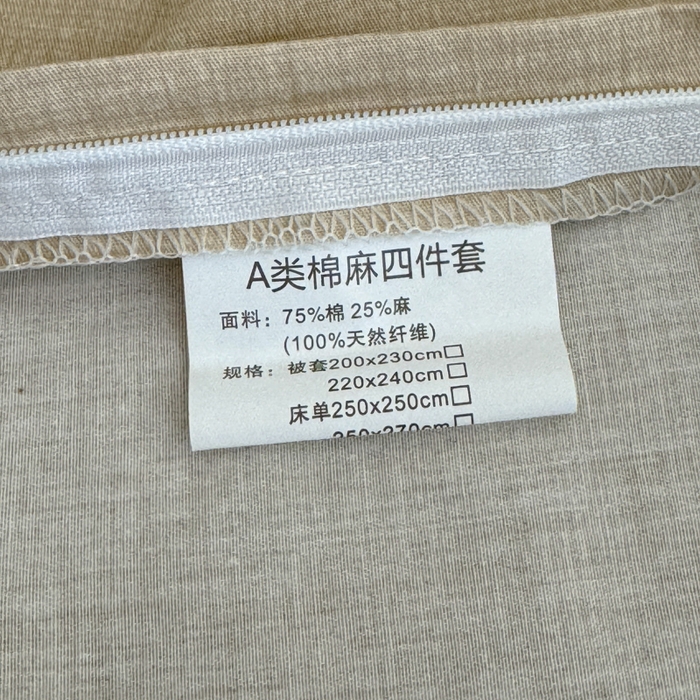 A类棉麻四件套
面料：75%棉 25%麻
(100%天然纤维)
规格：被套200x230cm□
220x240cm□
床单250x250cm□
250x270cm□